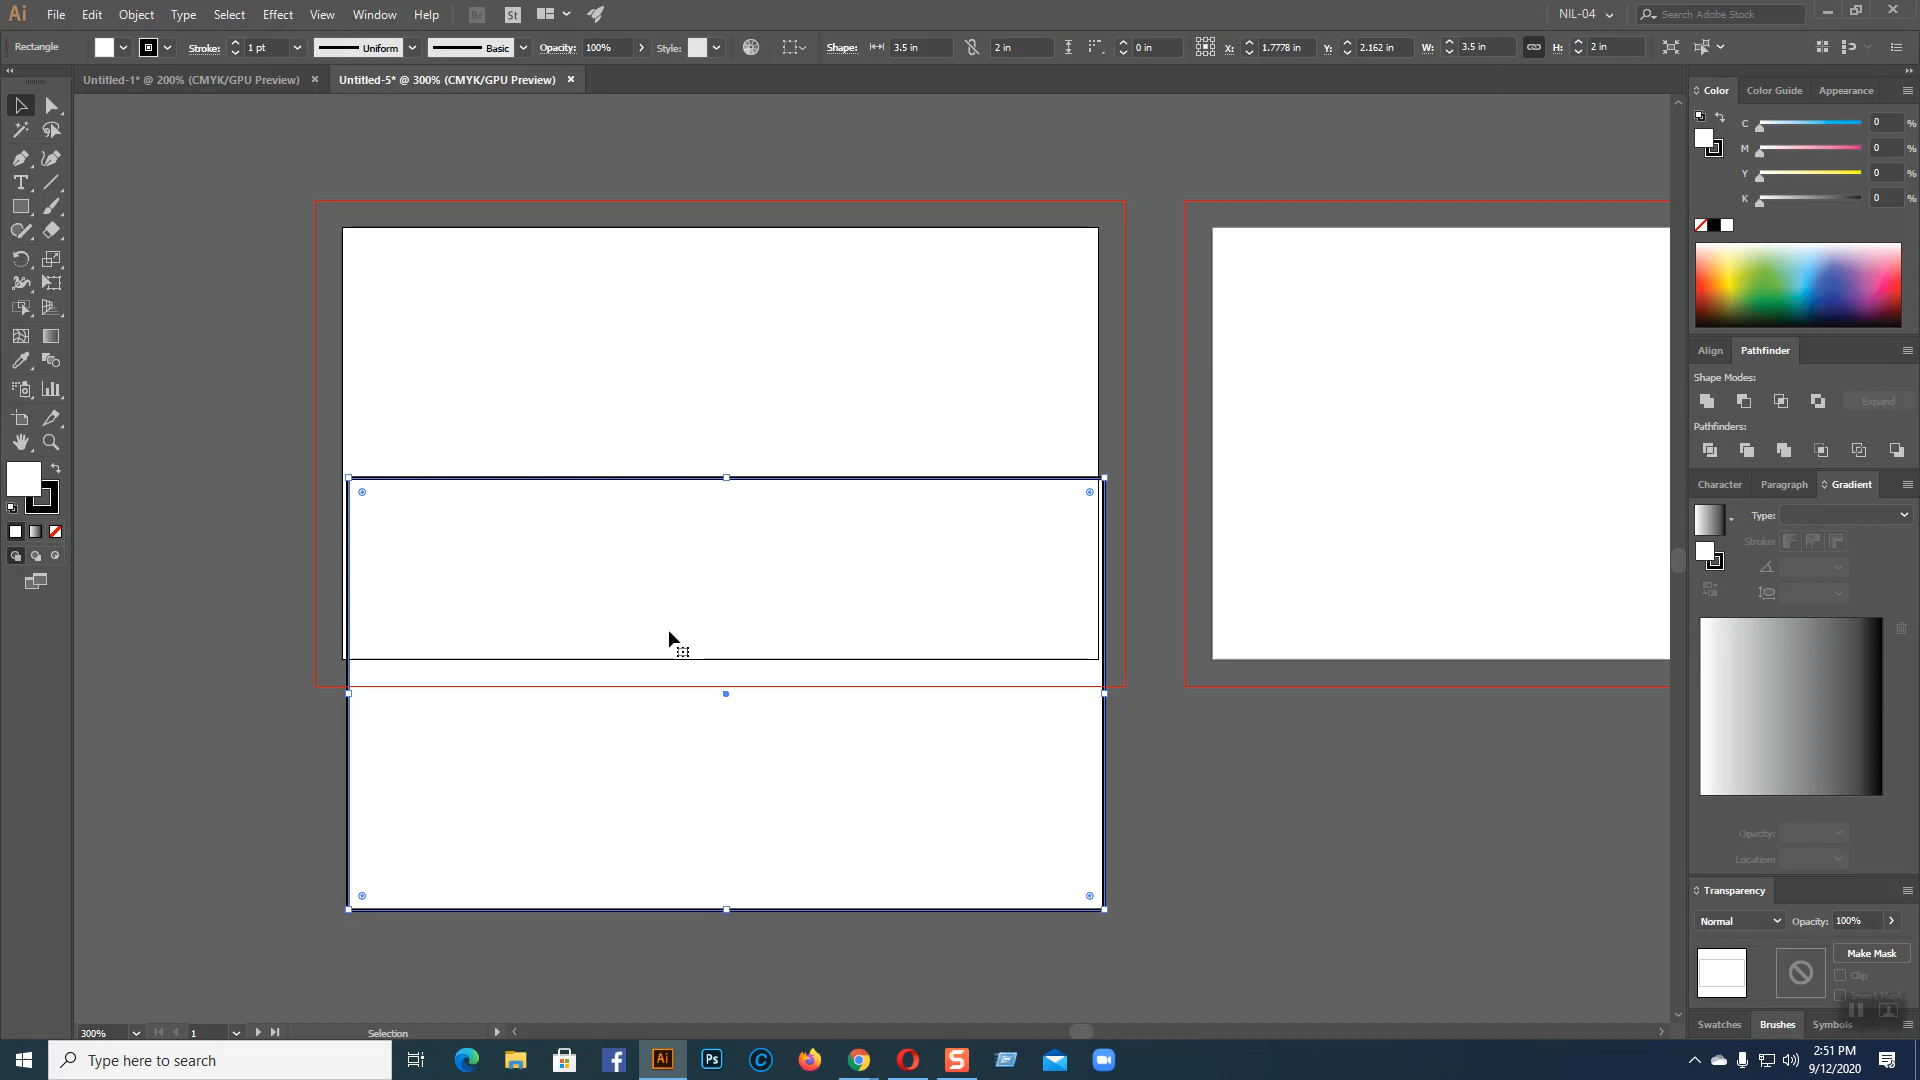 Ai File Edit Object Type Select Effect View Window Help Br St NIL-04 Search Adobe Stock
Rectangle Stroke: 1 pt Uniform Basic Opacity: 100% Style: Shape: 3.5 in 2 in 0 in X: 1.7778 in Y: 2.162 in W: 3.5 in H: 2 in
Untitled-1* @ 200% (CMYK/GPU Preview) Untitled-5* @ 300% (CMYK/GPU Preview)
Color Color Guide Appearance
C 0 %
M 0 %
Y 0 %
K 0 %
Align Pathfinder
Shape Modes:
Expand
Pathfinders:
Character Paragraph Gradient
Type:
Stroke:
Opacity:
Location:
Transparency
Normal Opacity: 100%
Make Mask
Clip
Invert Mask
Swatches Brushes Symbols
300% 1 Selection
Type here to search
Ai Ps
2:51 PM
9/12/2020